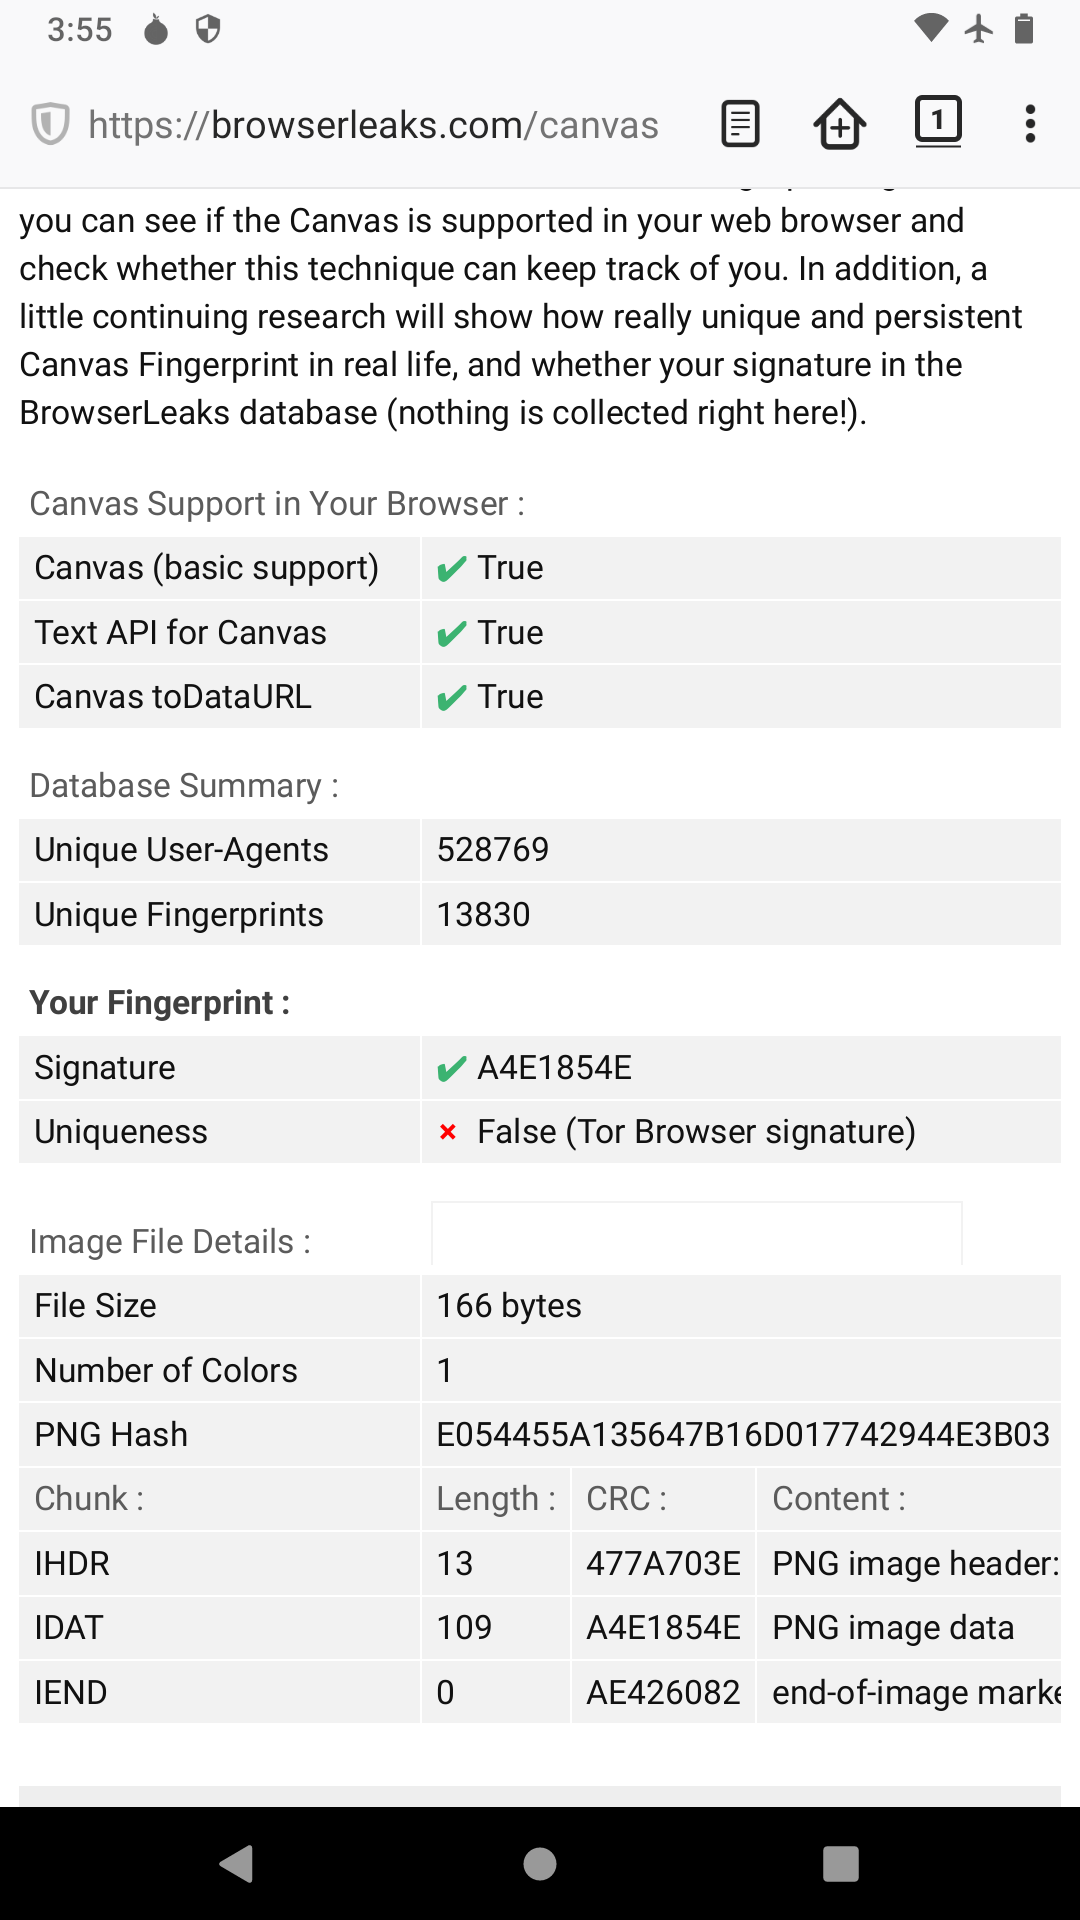 3:55
https://browserleaks.com/canvas
1
you can see if the Canvas is supported in your web browser and
check whether this technique can keep track of you. In addition, a
little continuing research will show how really unique and persistent
Canvas Fingerprint in real life, and whether your signature in the
BrowserLeaks database (nothing is collected right here!).
Canvas Support in Your Browser :
Canvas (basic support) ✔ True
Text API for Canvas ✔ True
Canvas toDataURL ✔ True
Database Summary :
Unique User-Agents 528769
Unique Fingerprints 13830
Your Fingerprint :
Signature ✔ A4E1854E
Uniqueness × False (Tor Browser signature)
Image File Details :
File Size 166 bytes
Number of Colors 1
PNG Hash E054455A135647B16D017742944E3B03
Chunk : Length : CRC : Content :
IHDR 13 477A703E PNG image header:
IDAT 109 A4E1854E PNG image data
IEND 0 AE426082 end-of-image marke